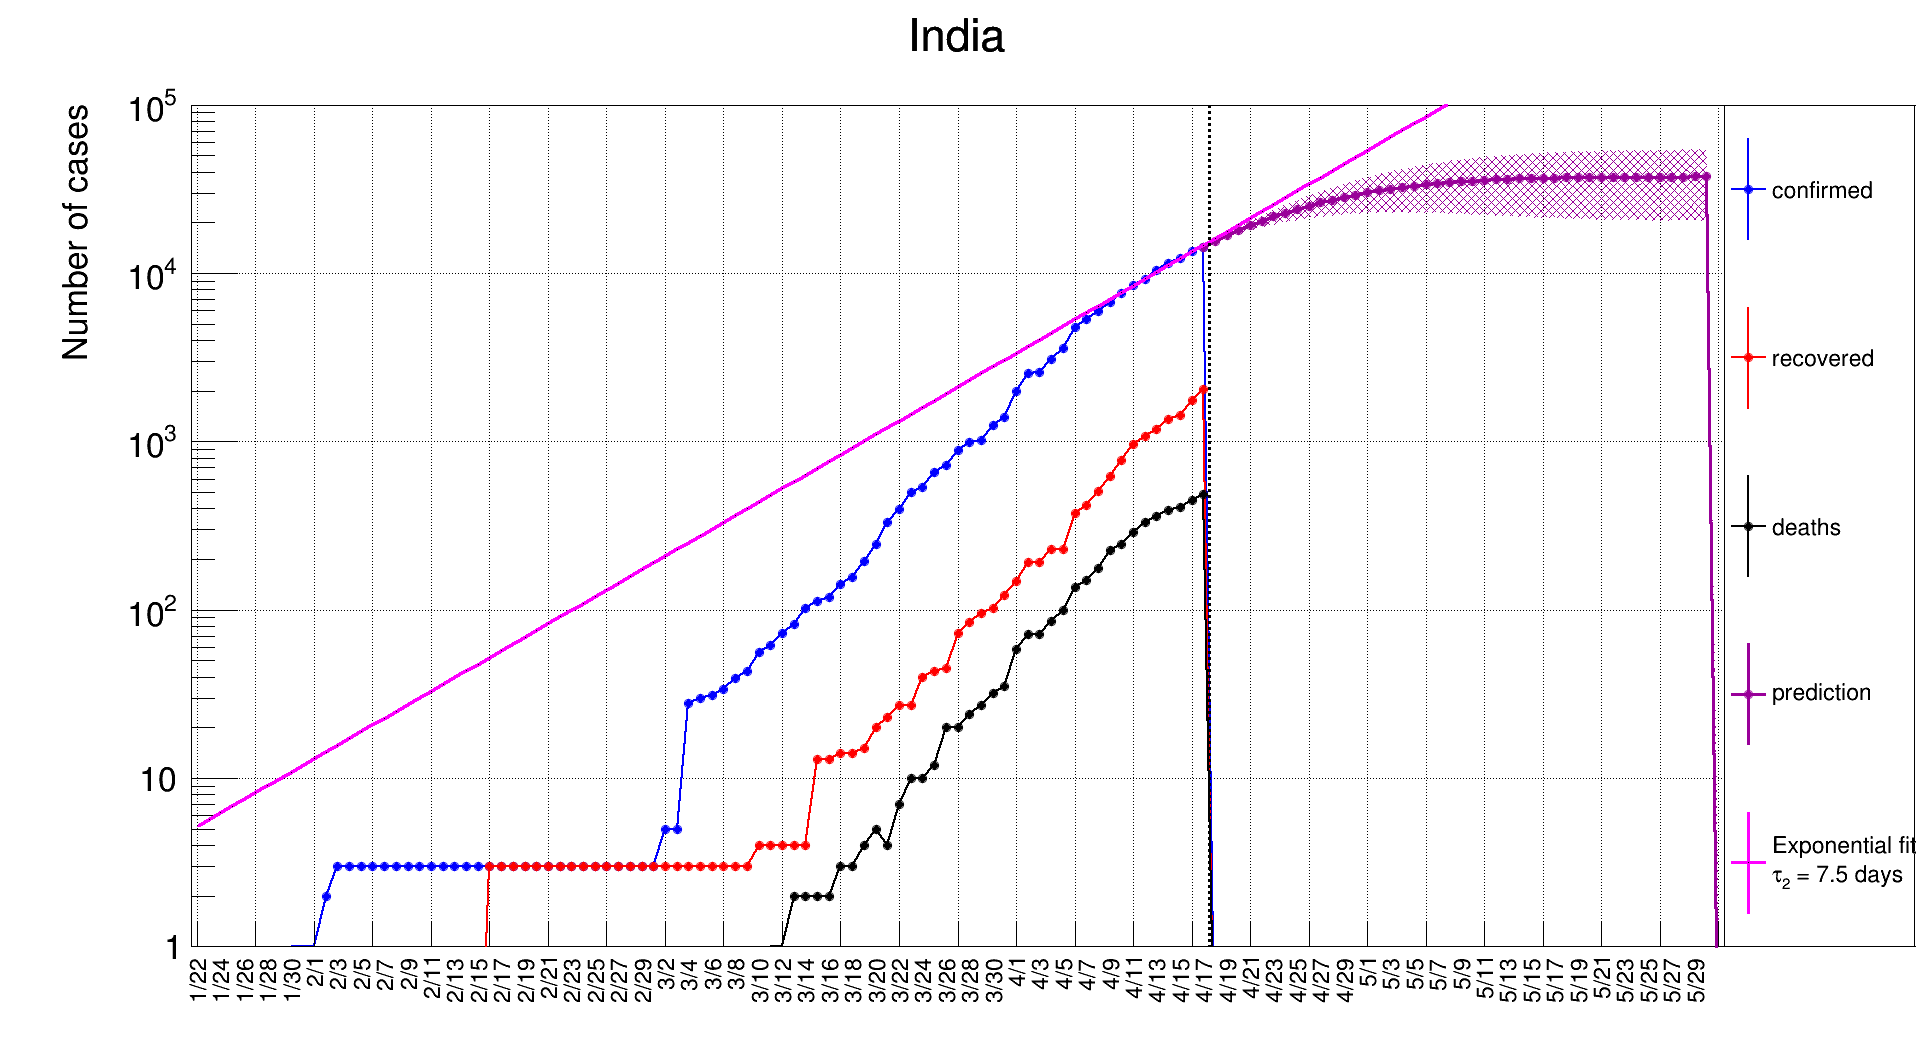 India
Number of cases
10^5
10^4
10^3
10^2
10
1
1/22 1/24 1/26 1/28 1/30 2/1 2/3 2/5 2/7 2/9 2/11 2/13 2/15 2/17 2/19 2/21 2/23 2/25 2/27 2/29 3/2 3/4 3/6 3/8 3/10 3/12 3/14 3/16 3/18 3/20 3/22 3/24 3/26 3/28 3/30 4/1 4/3 4/5 4/7 4/9 4/11 4/13 4/15 4/17 4/19 4/21 4/23 4/25 4/27 4/29 5/1 5/3 5/5 5/7 5/9 5/11 5/13 5/15 5/17 5/19 5/21 5/23 5/25 5/27 5/29
confirmed
recovered
deaths
prediction
Exponential fit
τ₂ = 7.5 days